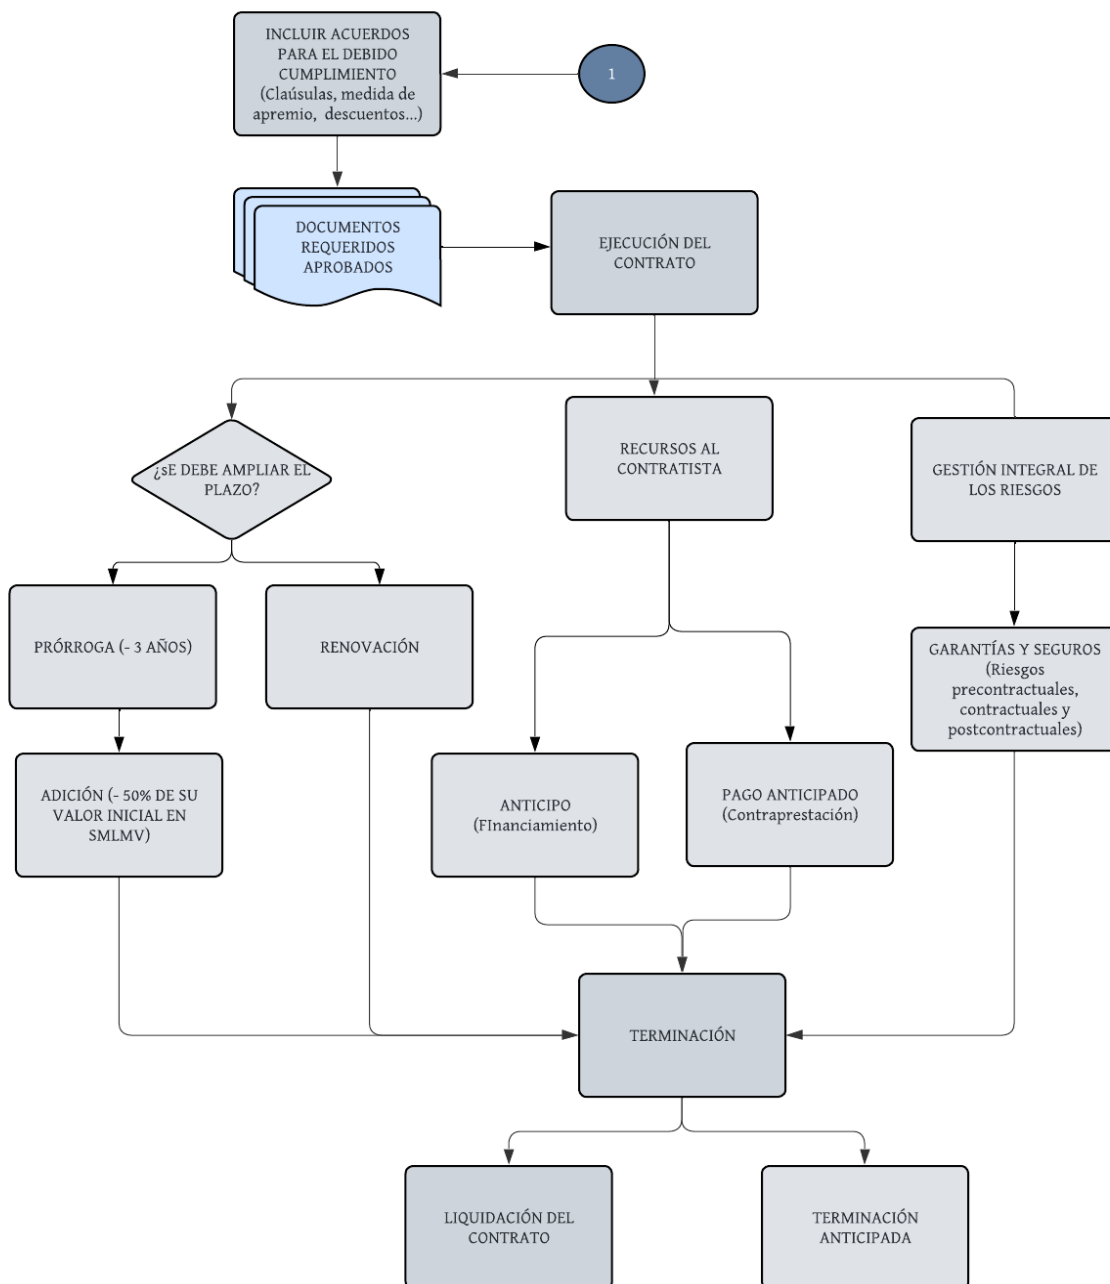 INCLUIR ACUERDOS
PARA EL DEBIDO
CUMPLIMIENTO
(Claúsulas, medida de
apremio, descuentos...)
1
DOCUMENTOS
REQUERIDOS
APROBADOS
EJECUCIÓN DEL
CONTRATO
¿sE DEBE AMPLIAR EL
PLAZO?
RECURSOS AL
CONTRATISTA
GESTIÓN INTEGRAL DE
LOS RIESGOS
PRÓRROGA (- 3 AÑOS)
RENOVACIÓN
GARANTÍAS Y SEGUROS
(Riesgos
precontractuales,
contractuales y
postcontractuales)
ADICIÓN (- 50% DE SU
VALOR INICIAL EN
SMLMV)
ANTICIPO
(FInanciamiento)
PAGO ANTICIPADO
(Contraprestación)
TERMINACIÓN
LIQUIDACIÓN DEL
CONTRATO
TERMINACIÓN
ANTICIPADA